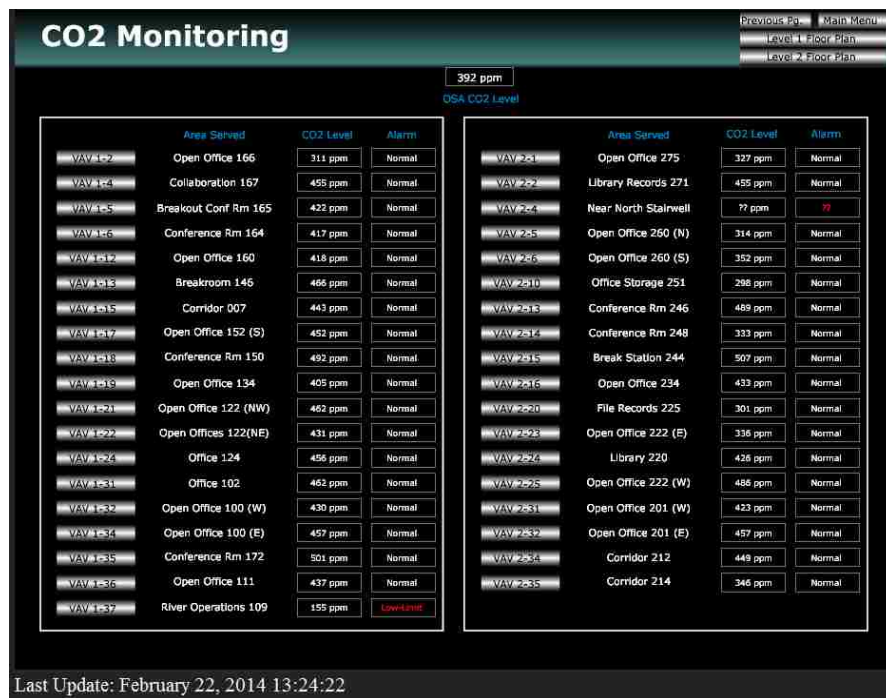 CO2 Monitoring
Previous Pg. Main Menu
Level 1 Floor Plan
Level 2 Floor Plan
392 ppm
OSA CO2 Level
Area Served CO2 Level Alarm
VAV 1-2 Open Office 166 311 ppm Normal
VAV 1-4 Collaboration 167 455 ppm Normal
VAV 1-5 Breakout Conf Rm 165 422 ppm Normal
VAV 1-6 Conference Rm 164 417 ppm Normal
VAV 1-12 Open Office 160 418 ppm Normal
VAV 1-13 Breakroom 146 466 ppm Normal
VAV 1-15 Corridor 007 443 ppm Normal
VAV 1-17 Open Office 152 (S) 452 ppm Normal
VAV 1-18 Conference Rm 150 492 ppm Normal
VAV 1-19 Open Office 134 405 ppm Normal
VAV 1-21 Open Office 122 (NW) 462 ppm Normal
VAV 1-22 Open Offices 122(NE) 431 ppm Normal
VAV 1-24 Office 124 456 ppm Normal
VAV 1-31 Office 102 462 ppm Normal
VAV 1-32 Open Office 100 (W) 430 ppm Normal
VAV 1-34 Open Office 100 (E) 457 ppm Normal
VAV 1-35 Conference Rm 172 501 ppm Normal
VAV 1-36 Open Office 111 437 ppm Normal
VAV 1-37 River Operations 109 155 ppm Low-Limit
Area Served CO2 Level Alarm
VAV 2-1 Open Office 275 327 ppm Normal
VAV 2-2 Library Records 271 455 ppm Normal
VAV 2-4 Near North Stairwell ?? ppm ??
VAV 2-5 Open Office 260 (N) 314 ppm Normal
VAV 2-6 Open Office 260 (S) 352 ppm Normal
VAV 2-10 Office Storage 251 298 ppm Normal
VAV 2-13 Conference Rm 246 489 ppm Normal
VAV 2-14 Conference Rm 248 333 ppm Normal
VAV 2-15 Break Station 244 507 ppm Normal
VAV 2-16 Open Office 234 433 ppm Normal
VAV 2-20 File Records 225 301 ppm Normal
VAV 2-23 Open Office 222 (E) 336 ppm Normal
VAV 2-24 Library 220 426 ppm Normal
VAV 2-25 Open Office 222 (W) 486 ppm Normal
VAV 2-31 Open Office 201 (W) 423 ppm Normal
VAV 2-32 Open Office 201 (E) 457 ppm Normal
VAV 2-34 Corridor 212 449 ppm Normal
VAV 2-35 Corridor 214 346 ppm Normal
Last Update: February 22, 2014 13:24:22